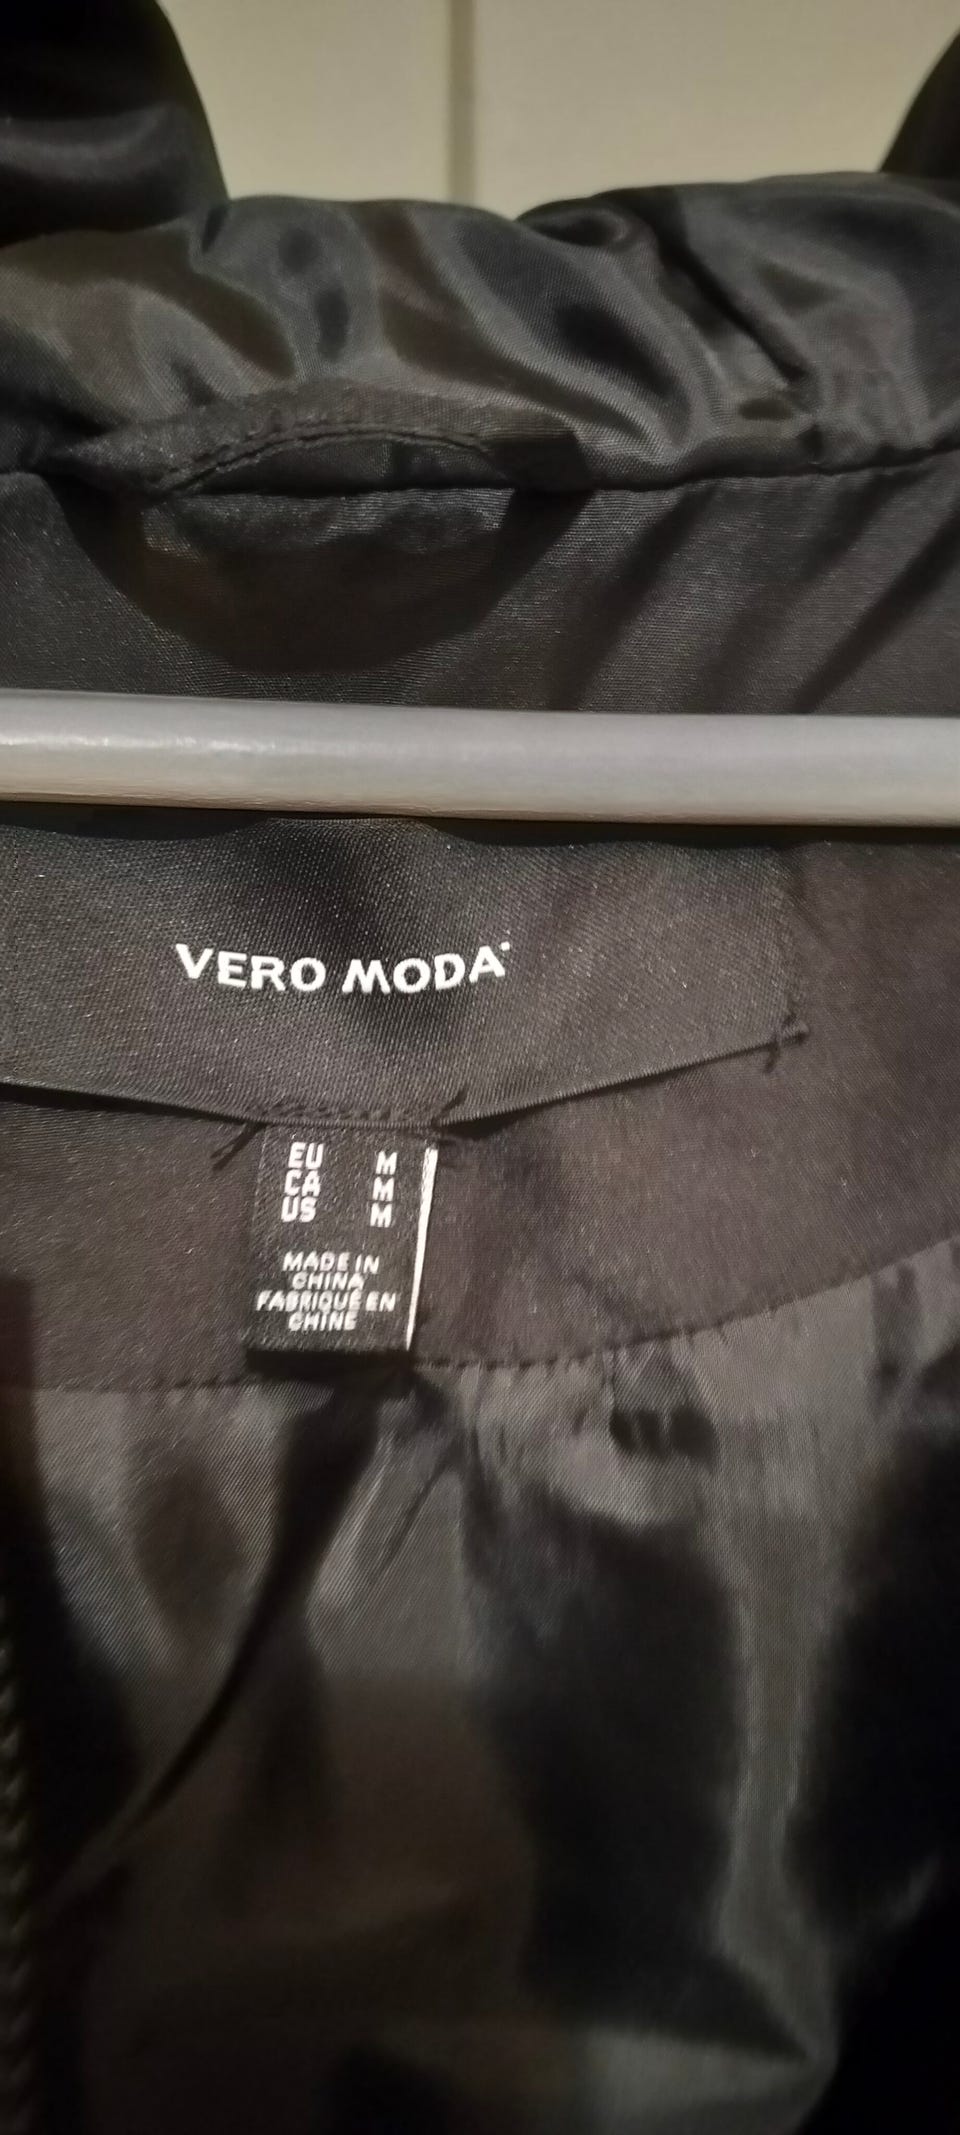 VERO MODA
EU M
CA M
US M
MADE IN
CHINA
FABRIQUÉ EN
CHINE